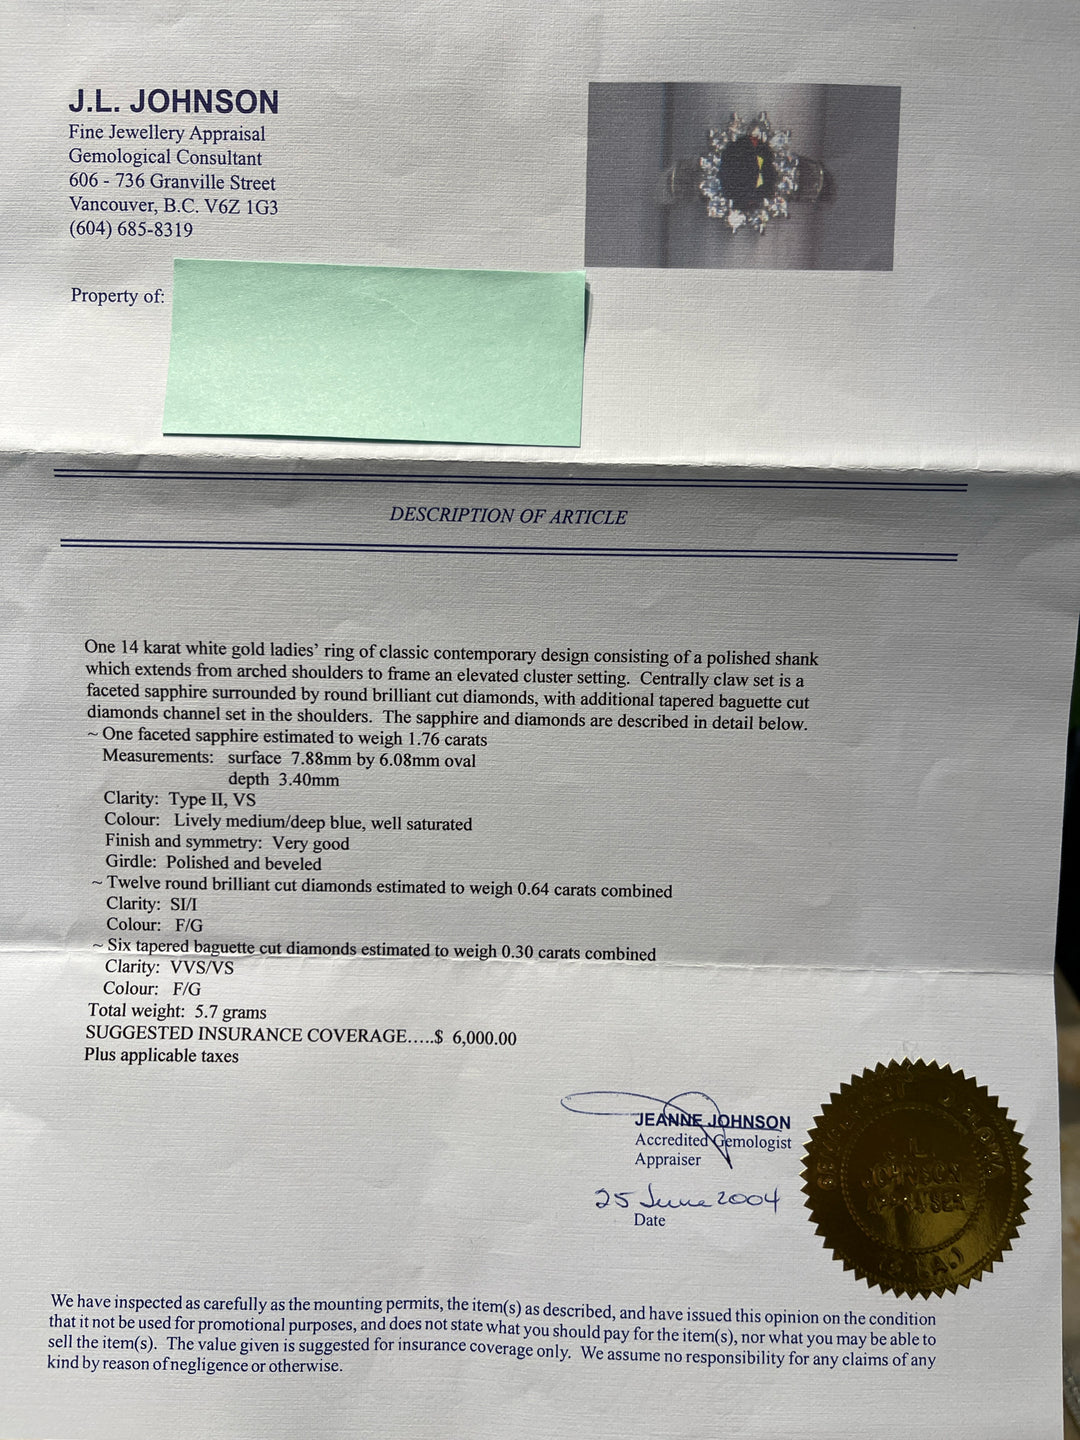 J.L. JOHNSON
Fine Jewellery Appraisal
Gemological Consultant
606 - 736 Granville Street
Vancouver, B.C. V6Z 1G3
(604) 685-8319
Property of:
DESCRIPTION OF ARTICLE
One 14 karat white gold ladies’ ring of classic contemporary design consisting of a polished shank
which extends from arched shoulders to frame an elevated cluster setting. Centrally claw set is a
faceted sapphire surrounded by round brilliant cut diamonds, with additional tapered baguette cut
diamonds channel set in the shoulders. The sapphire and diamonds are described in detail below.
~ One faceted sapphire estimated to weigh 1.76 carats
Measurements: surface 7.88mm by 6.08mm oval
depth 3.40mm
Clarity: Type II, VS
Colour: Lively medium/deep blue, well saturated
Finish and symmetry: Very good
Girdle: Polished and beveled
~ Twelve round brilliant cut diamonds estimated to weigh 0.64 carats combined
Clarity: SI/I
Colour: F/G
~ Six tapered baguette cut diamonds estimated to weigh 0.30 carats combined
Clarity: VVS/VS
Colour: F/G
Total weight: 5.7 grams
SUGGESTED INSURANCE COVERAGE.....$ 6,000.00
Plus applicable taxes
JEANNE JOHNSON
Accredited Gemologist
Appraiser
25 June 2004
Date
J.L.
JOHNSON
APPRAISER
We have inspected as carefully as the mounting permits, the item(s) as described, and have issued this opinion on the condition
that it not be used for promotional purposes, and does not state what you should pay for the item(s), nor what you may be able to
sell the item(s). The value given is suggested for insurance coverage only. We assume no responsibility for any claims of any
kind by reason of negligence or otherwise.